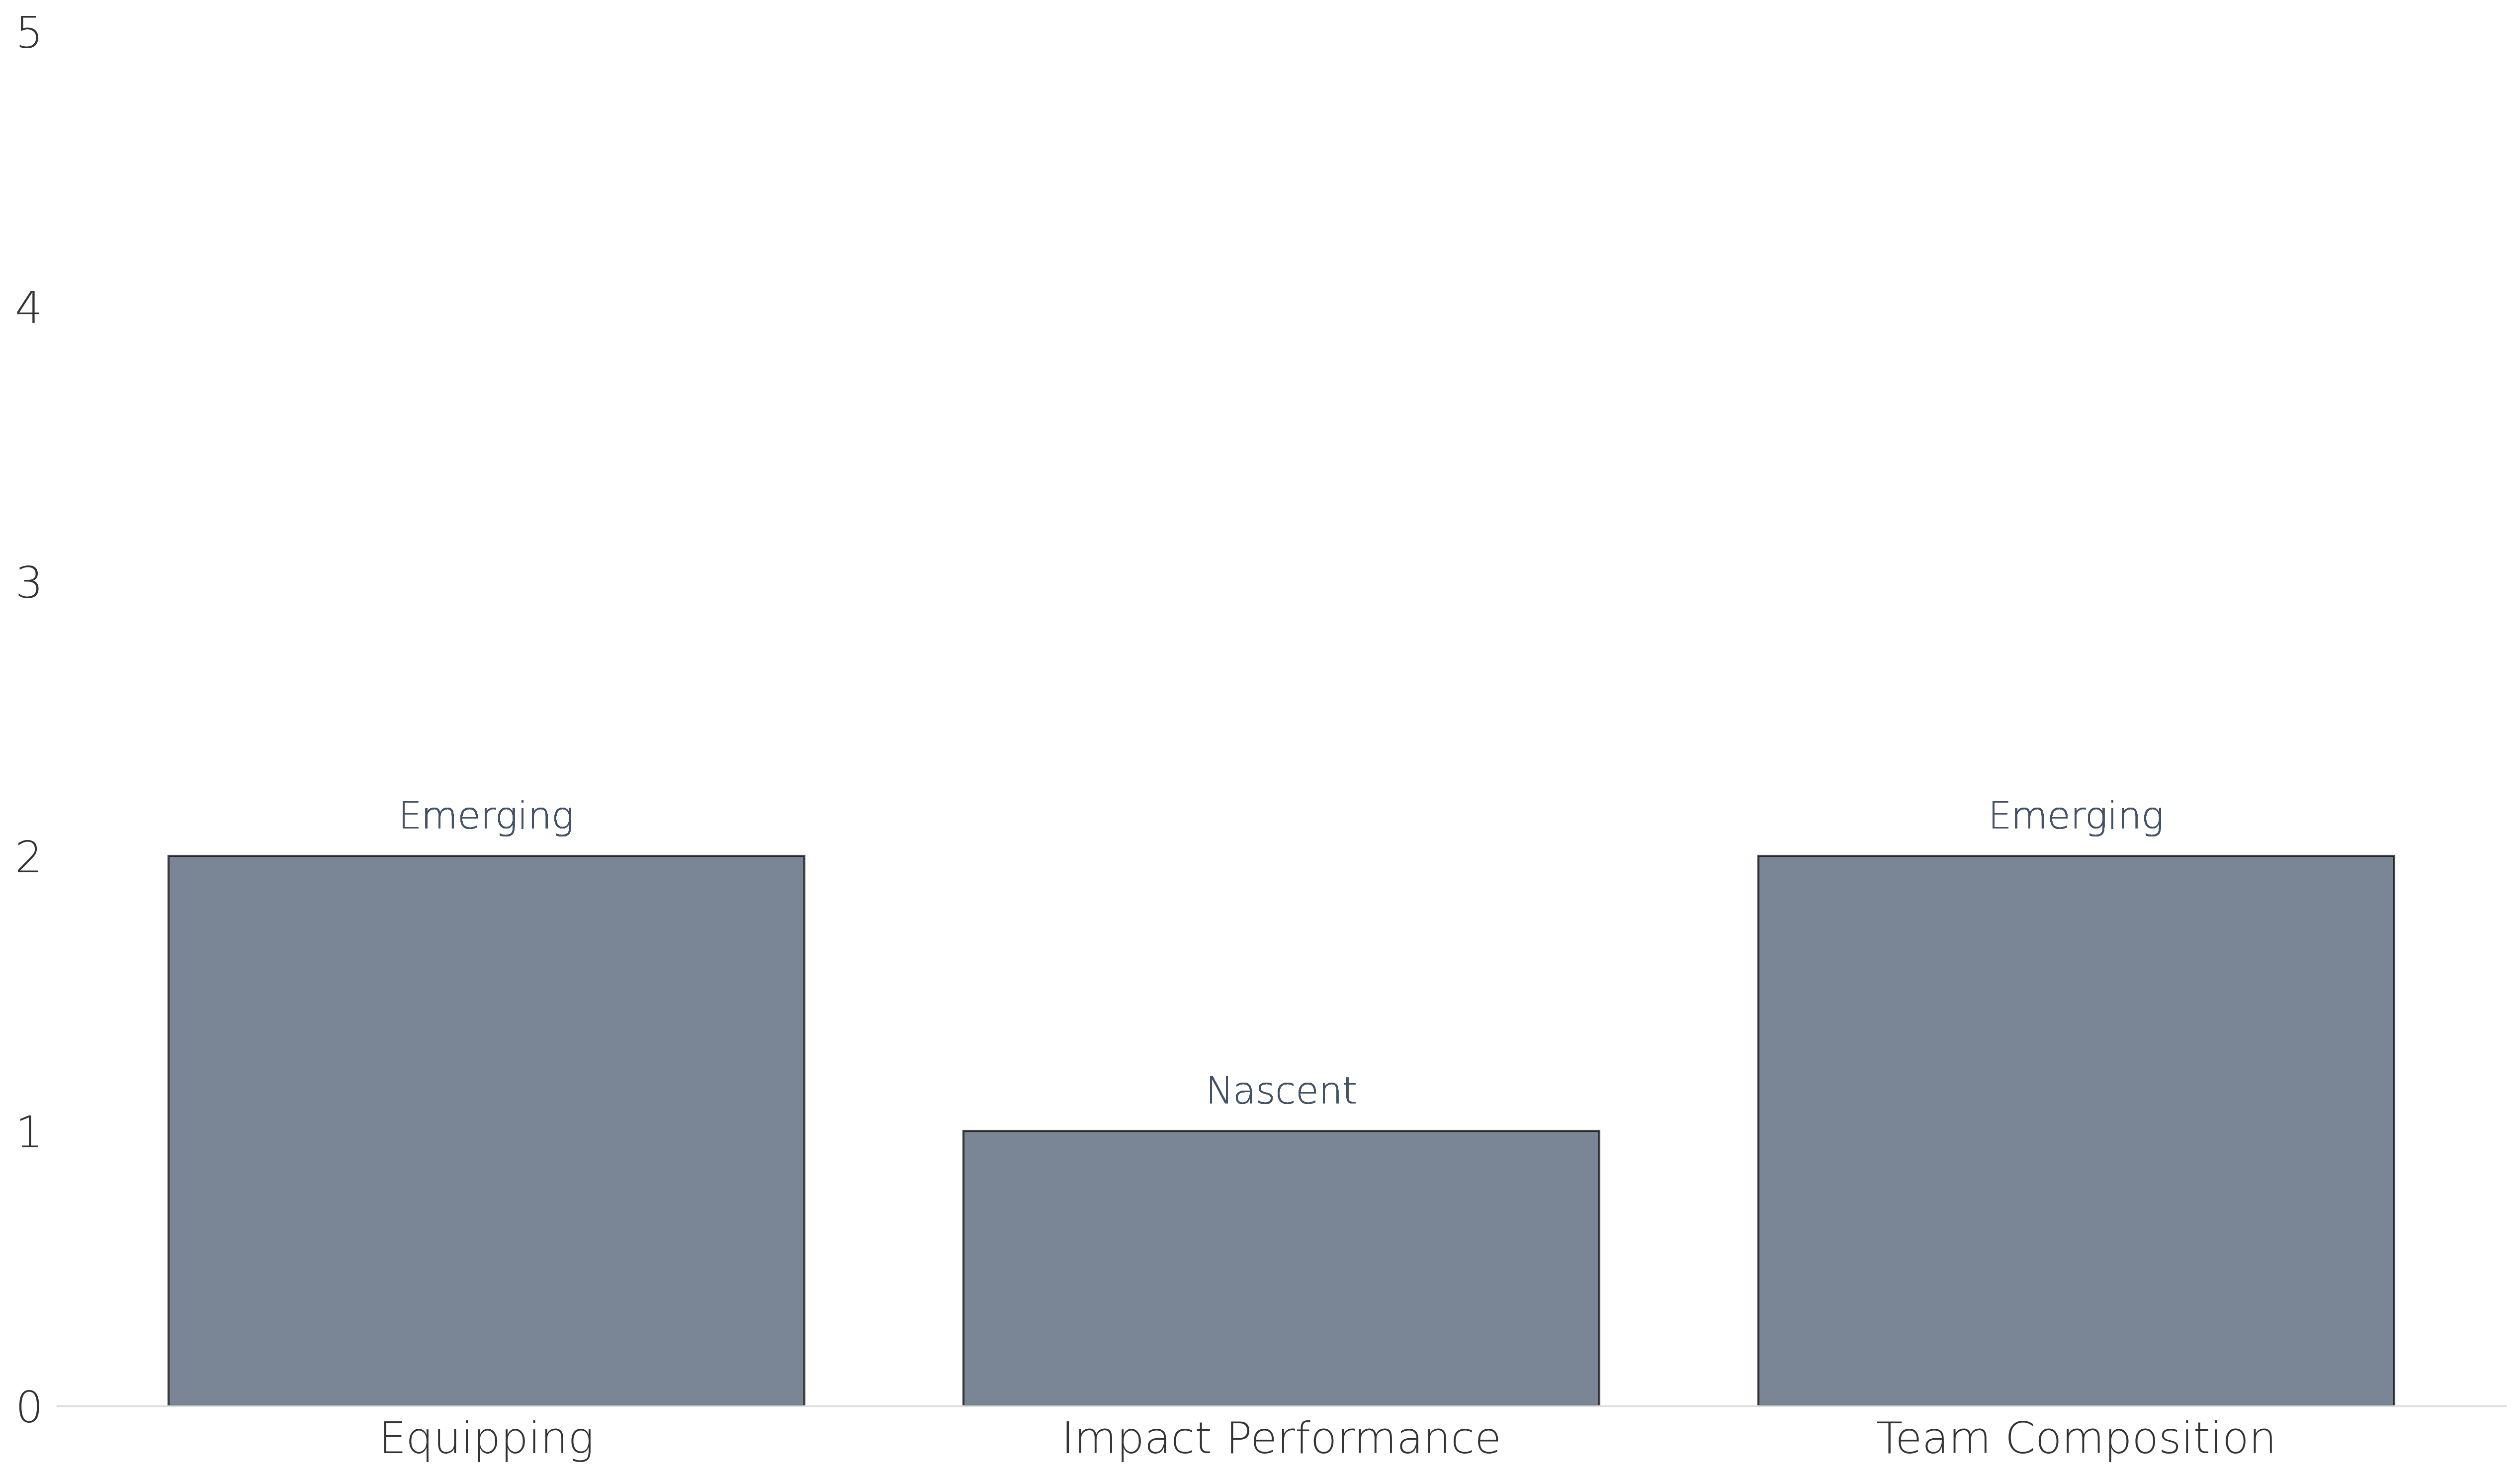 5
4
3
Emerging
Emerging
2
Nascent
1
0
Equipping
Impact Performance
Team Composition